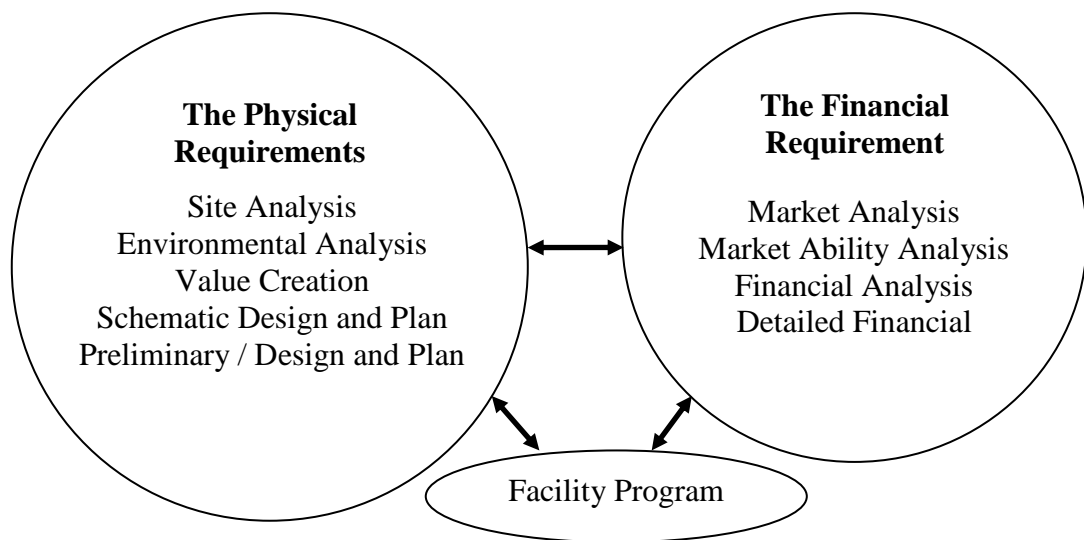 The Physical
Requirements
Site Analysis
Environmental Analysis
Value Creation
Schematic Design and Plan
Preliminary / Design and Plan
The Financial
Requirement
Market Analysis
Market Ability Analysis
Financial Analysis
Detailed Financial
Facility Program